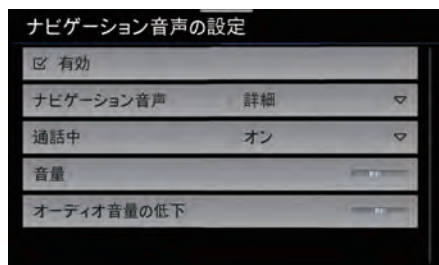 ナビゲーション音声の設定
有効
ナビゲーション音声 詳細
通話中 オン
音量
オーディオ音量の低下